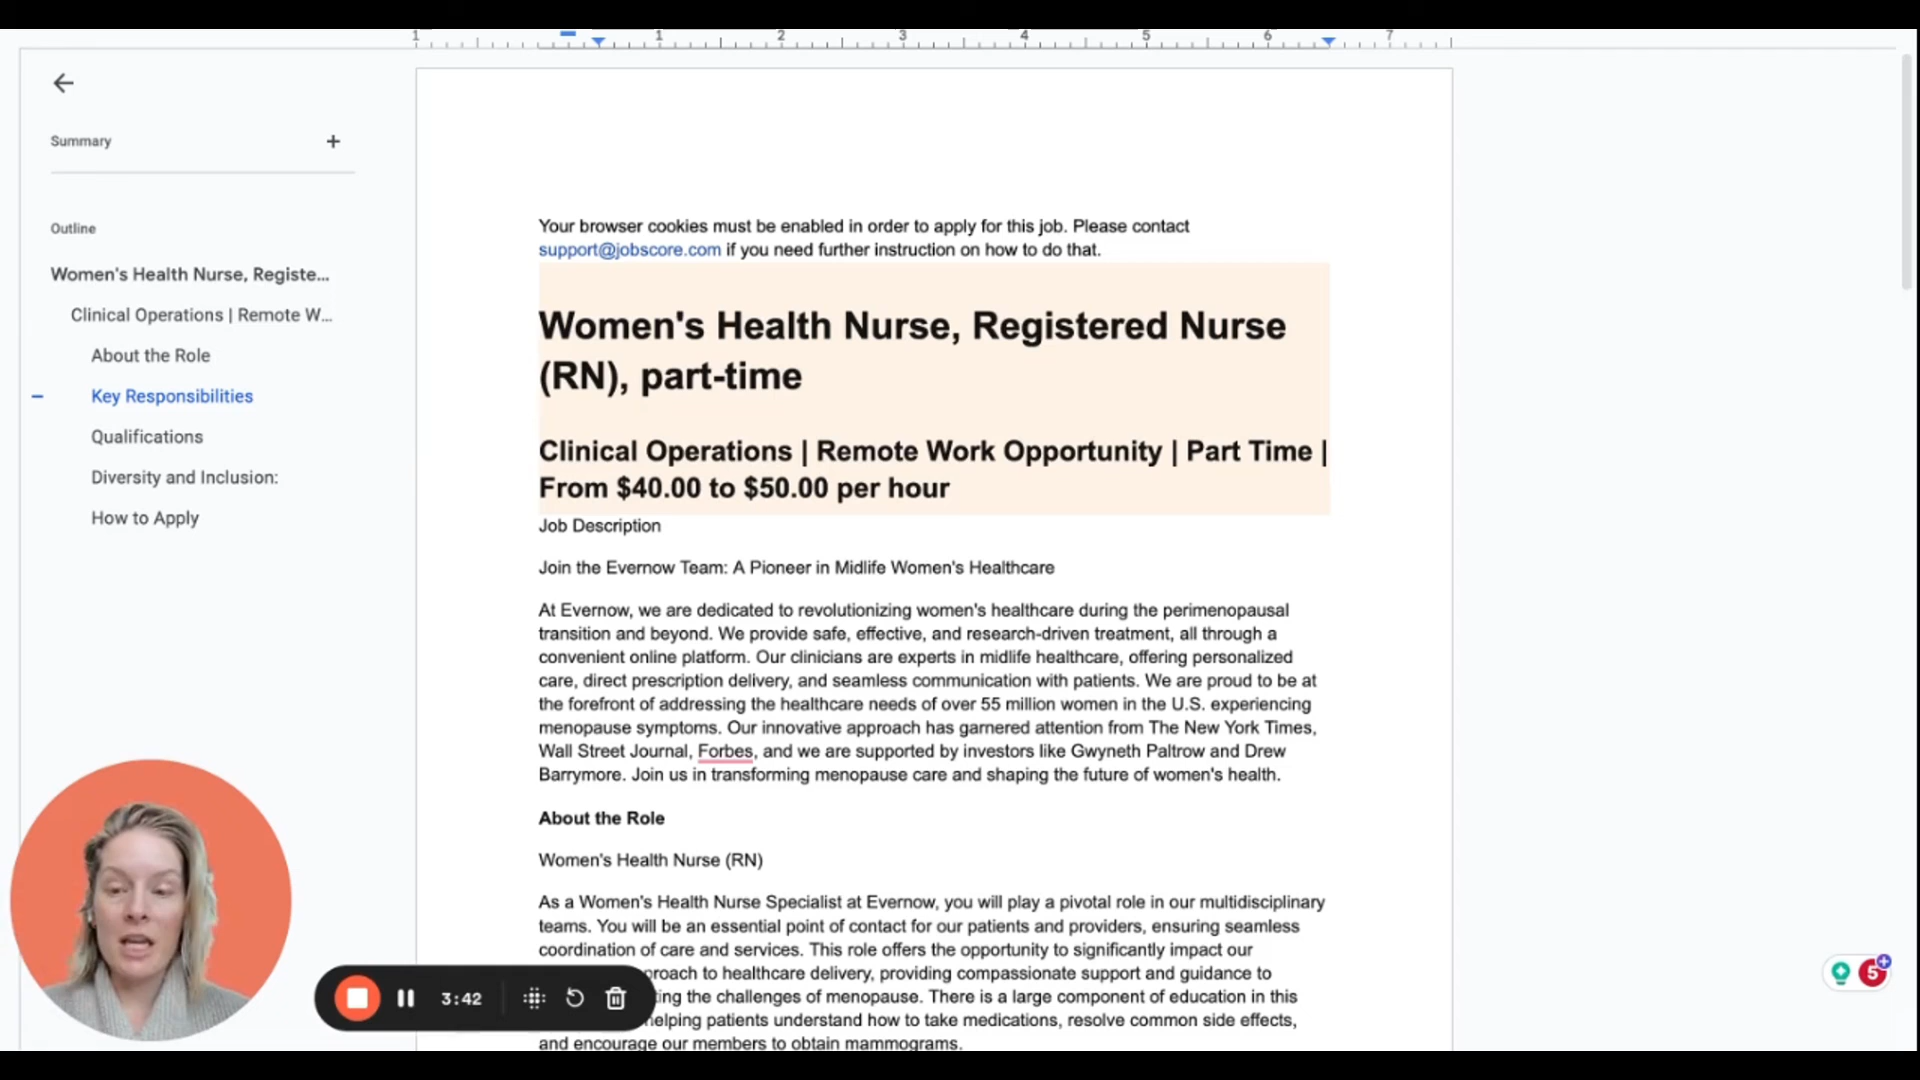 1 1 2 3 4 5 6 7
Summary +
Outline
Women's Health Nurse, Registe...
Clinical Operations | Remote W...
About the Role
Key Responsibilities
Qualifications
Diversity and Inclusion:
How to Apply
Your browser cookies must be enabled in order to apply for this job. Please contact
support@jobscore.com if you need further instruction on how to do that.
Women's Health Nurse, Registered Nurse
(RN), part-time
Clinical Operations | Remote Work Opportunity | Part Time |
From $40.00 to $50.00 per hour
Job Description
Join the Evernow Team: A Pioneer in Midlife Women's Healthcare
At Evernow, we are dedicated to revolutionizing women's healthcare during the perimenopausal
transition and beyond. We provide safe, effective, and research-driven treatment, all through a
convenient online platform. Our clinicians are experts in midlife healthcare, offering personalized
care, direct prescription delivery, and seamless communication with patients. We are proud to be at
the forefront of addressing the healthcare needs of over 55 million women in the U.S. experiencing
menopause symptoms. Our innovative approach has garnered attention from The New York Times,
Wall Street Journal, Forbes, and we are supported by investors like Gwyneth Paltrow and Drew
Barrymore. Join us in transforming menopause care and shaping the future of women's health.
About the Role
Women's Health Nurse (RN)
As a Women's Health Nurse Specialist at Evernow, you will play a pivotal role in our multidisciplinary
teams. You will be an essential point of contact for our patients and providers, ensuring seamless
coordination of care and services. This role offers the opportunity to significantly impact our
proach to healthcare delivery, providing compassionate support and guidance to
ting the challenges of menopause. There is a large component of education in this
helping patients understand how to take medications, resolve common side effects,
and encourage our members to obtain mammograms.
3:42
5